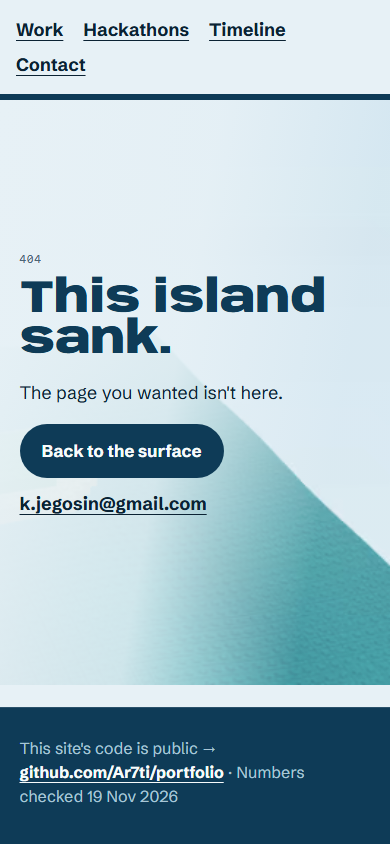 Work Hackathons Timeline
Contact
404
This island
sank.
The page you wanted isn't here.
Back to the surface
k.jegosin@gmail.com
This site's code is public →
github.com/Ar7ti/portfolio · Numbers
checked 19 Nov 2026